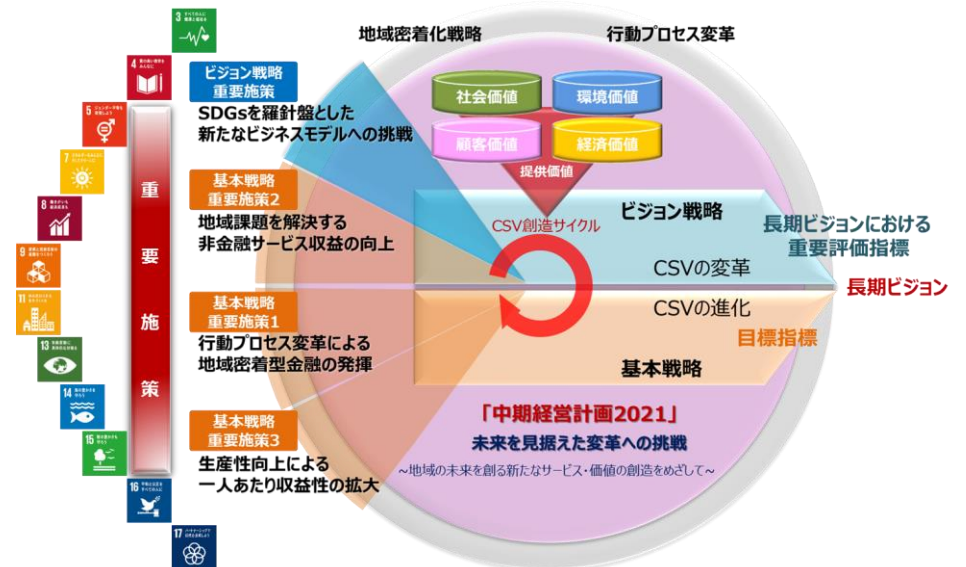 地域密着化戦略
行動プロセス変革
3
4
5
7
8
9
11
13
14
15
16
17
重要施策
ビジョン戦略
重要施策
SDGsを羅針盤とした
新たなビジネスモデルへの挑戦
基本戦略
重要施策2
地域課題を解決する
非金融サービス収益の向上
基本戦略
重要施策1
行動プロセス変革による
地域密着型金融の発揮
基本戦略
重要施策3
生産性向上による
一人あたり収益性の拡大
社会価値
環境価値
顧客価値
経済価値
提供価値
CSV創造サイクル
ビジョン戦略
CSVの変革
CSVの進化
基本戦略
長期ビジョンにおける
重要評価指標
長期ビジョン
目標指標
「中期経営計画2021」
未来を見据えた変革への挑戦
~地域の未来を創る新たなサービス・価値の創造をめざして~